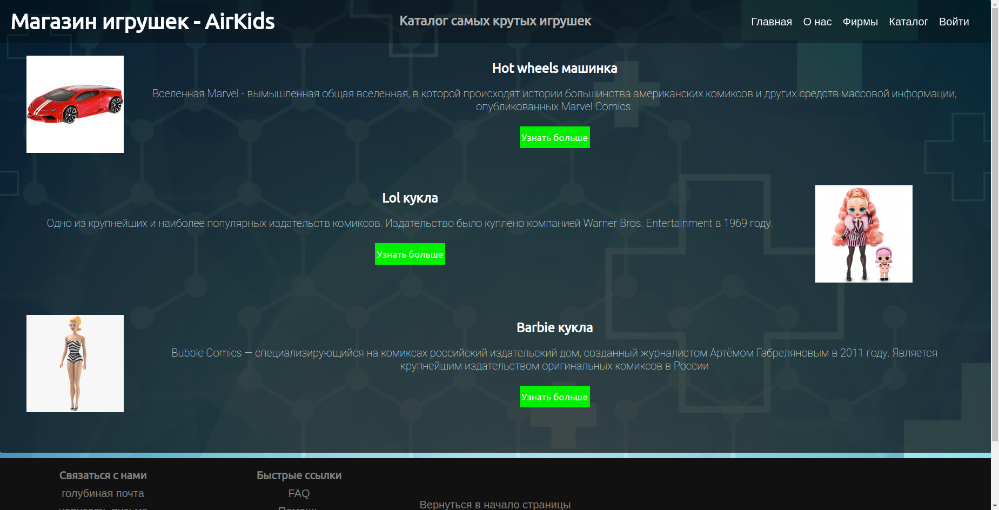 Магазин игрушек - AirKids
Каталог самых крутых игрушек
Главная О нас Фирмы Каталог Войти
Hot wheels машинка
Вселенная Marvel - вымышленная общая вселенная, в которой происходят истории большинства американских комиксов и других средств массовой информации,
опубликованных Marvel Comics.
Узнать больше
Lol кукла
Одно из крупнейших и наиболее популярных издательств комиксов. Издательство было куплено компанией Warner Bros. Entertainment в 1969 году.
Узнать больше
Barbie кукла
Bubble Comics — специализирующийся на комиксах российский издательский дом, созданный журналистом Артёмом Габреляновым в 2011 году. Является
крупнейшим издательством оригинальных комиксов в России
Узнать больше
Связаться с нами
голубиная почта
написать письмо
Быстрые ссылки
FAQ
Помощь
Вернуться в начало страницы